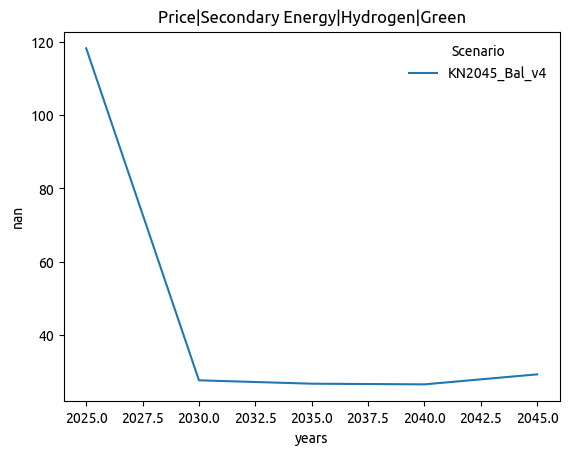 Price|Secondary Energy|Hydrogen|Green
Scenario
KN2045_Bal_v4
120
100
80
60
40
nan
2025.0 2027.5 2030.0 2032.5 2035.0 2037.5 2040.0 2042.5 2045.0
years